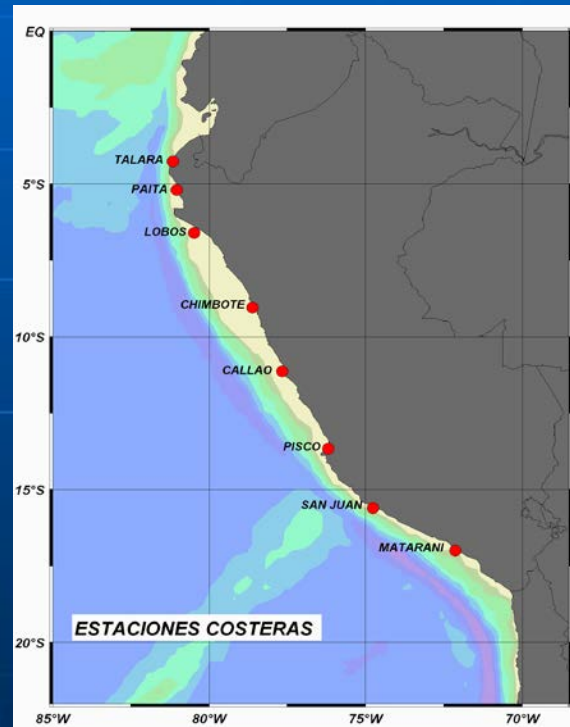 EQ
TALARA
5°S
PAITA
LOBOS
CHIMBOTE
10°S
CALLAO
PISCO
15°S
SAN JUAN
MATARANI
ESTACIONES COSTERAS
20°S
85°W 80°W 75°W 70°W